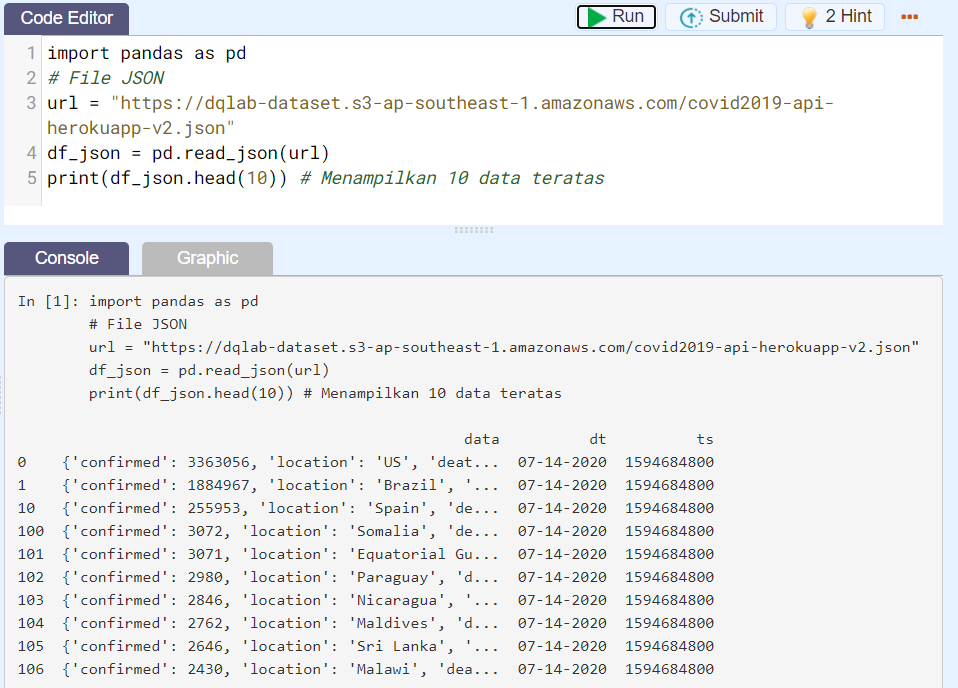 Code Editor
Run
Submit
2 Hint
1 import pandas as pd
2 # File JSON
3 url = "https://dqlab-dataset.s3-ap-southeast-1.amazonaws.com/covid2019-api-
herokuapp-v2.json"
4 df_json = pd.read_json(url)
5 print(df_json.head(10)) # Menampilkan 10 data teratas
Console
Graphic
In [1]: import pandas as pd
# File JSON
url = "https://dqlab-dataset.s3-ap-southeast-1.amazonaws.com/covid2019-api-herokuapp-v2.json"
df_json = pd.read_json(url)
print(df_json.head(10)) # Menampilkan 10 data teratas
data dt ts
0 {'confirmed': 3363056, 'location': 'US', 'deat... 07-14-2020 1594684800
1 {'confirmed': 1884967, 'location': 'Brazil', '... 07-14-2020 1594684800
10 {'confirmed': 255953, 'location': 'Spain', 'de... 07-14-2020 1594684800
100 {'confirmed': 3072, 'location': 'Somalia', 'de... 07-14-2020 1594684800
101 {'confirmed': 3071, 'location': 'Equatorial Gu... 07-14-2020 1594684800
102 {'confirmed': 2980, 'location': 'Paraguay', 'd... 07-14-2020 1594684800
103 {'confirmed': 2846, 'location': 'Nicaragua', '... 07-14-2020 1594684800
104 {'confirmed': 2762, 'location': 'Maldives', 'd... 07-14-2020 1594684800
105 {'confirmed': 2646, 'location': 'Sri Lanka', '... 07-14-2020 1594684800
106 {'confirmed': 2430, 'location': 'Malawi', 'dea... 07-14-2020 1594684800